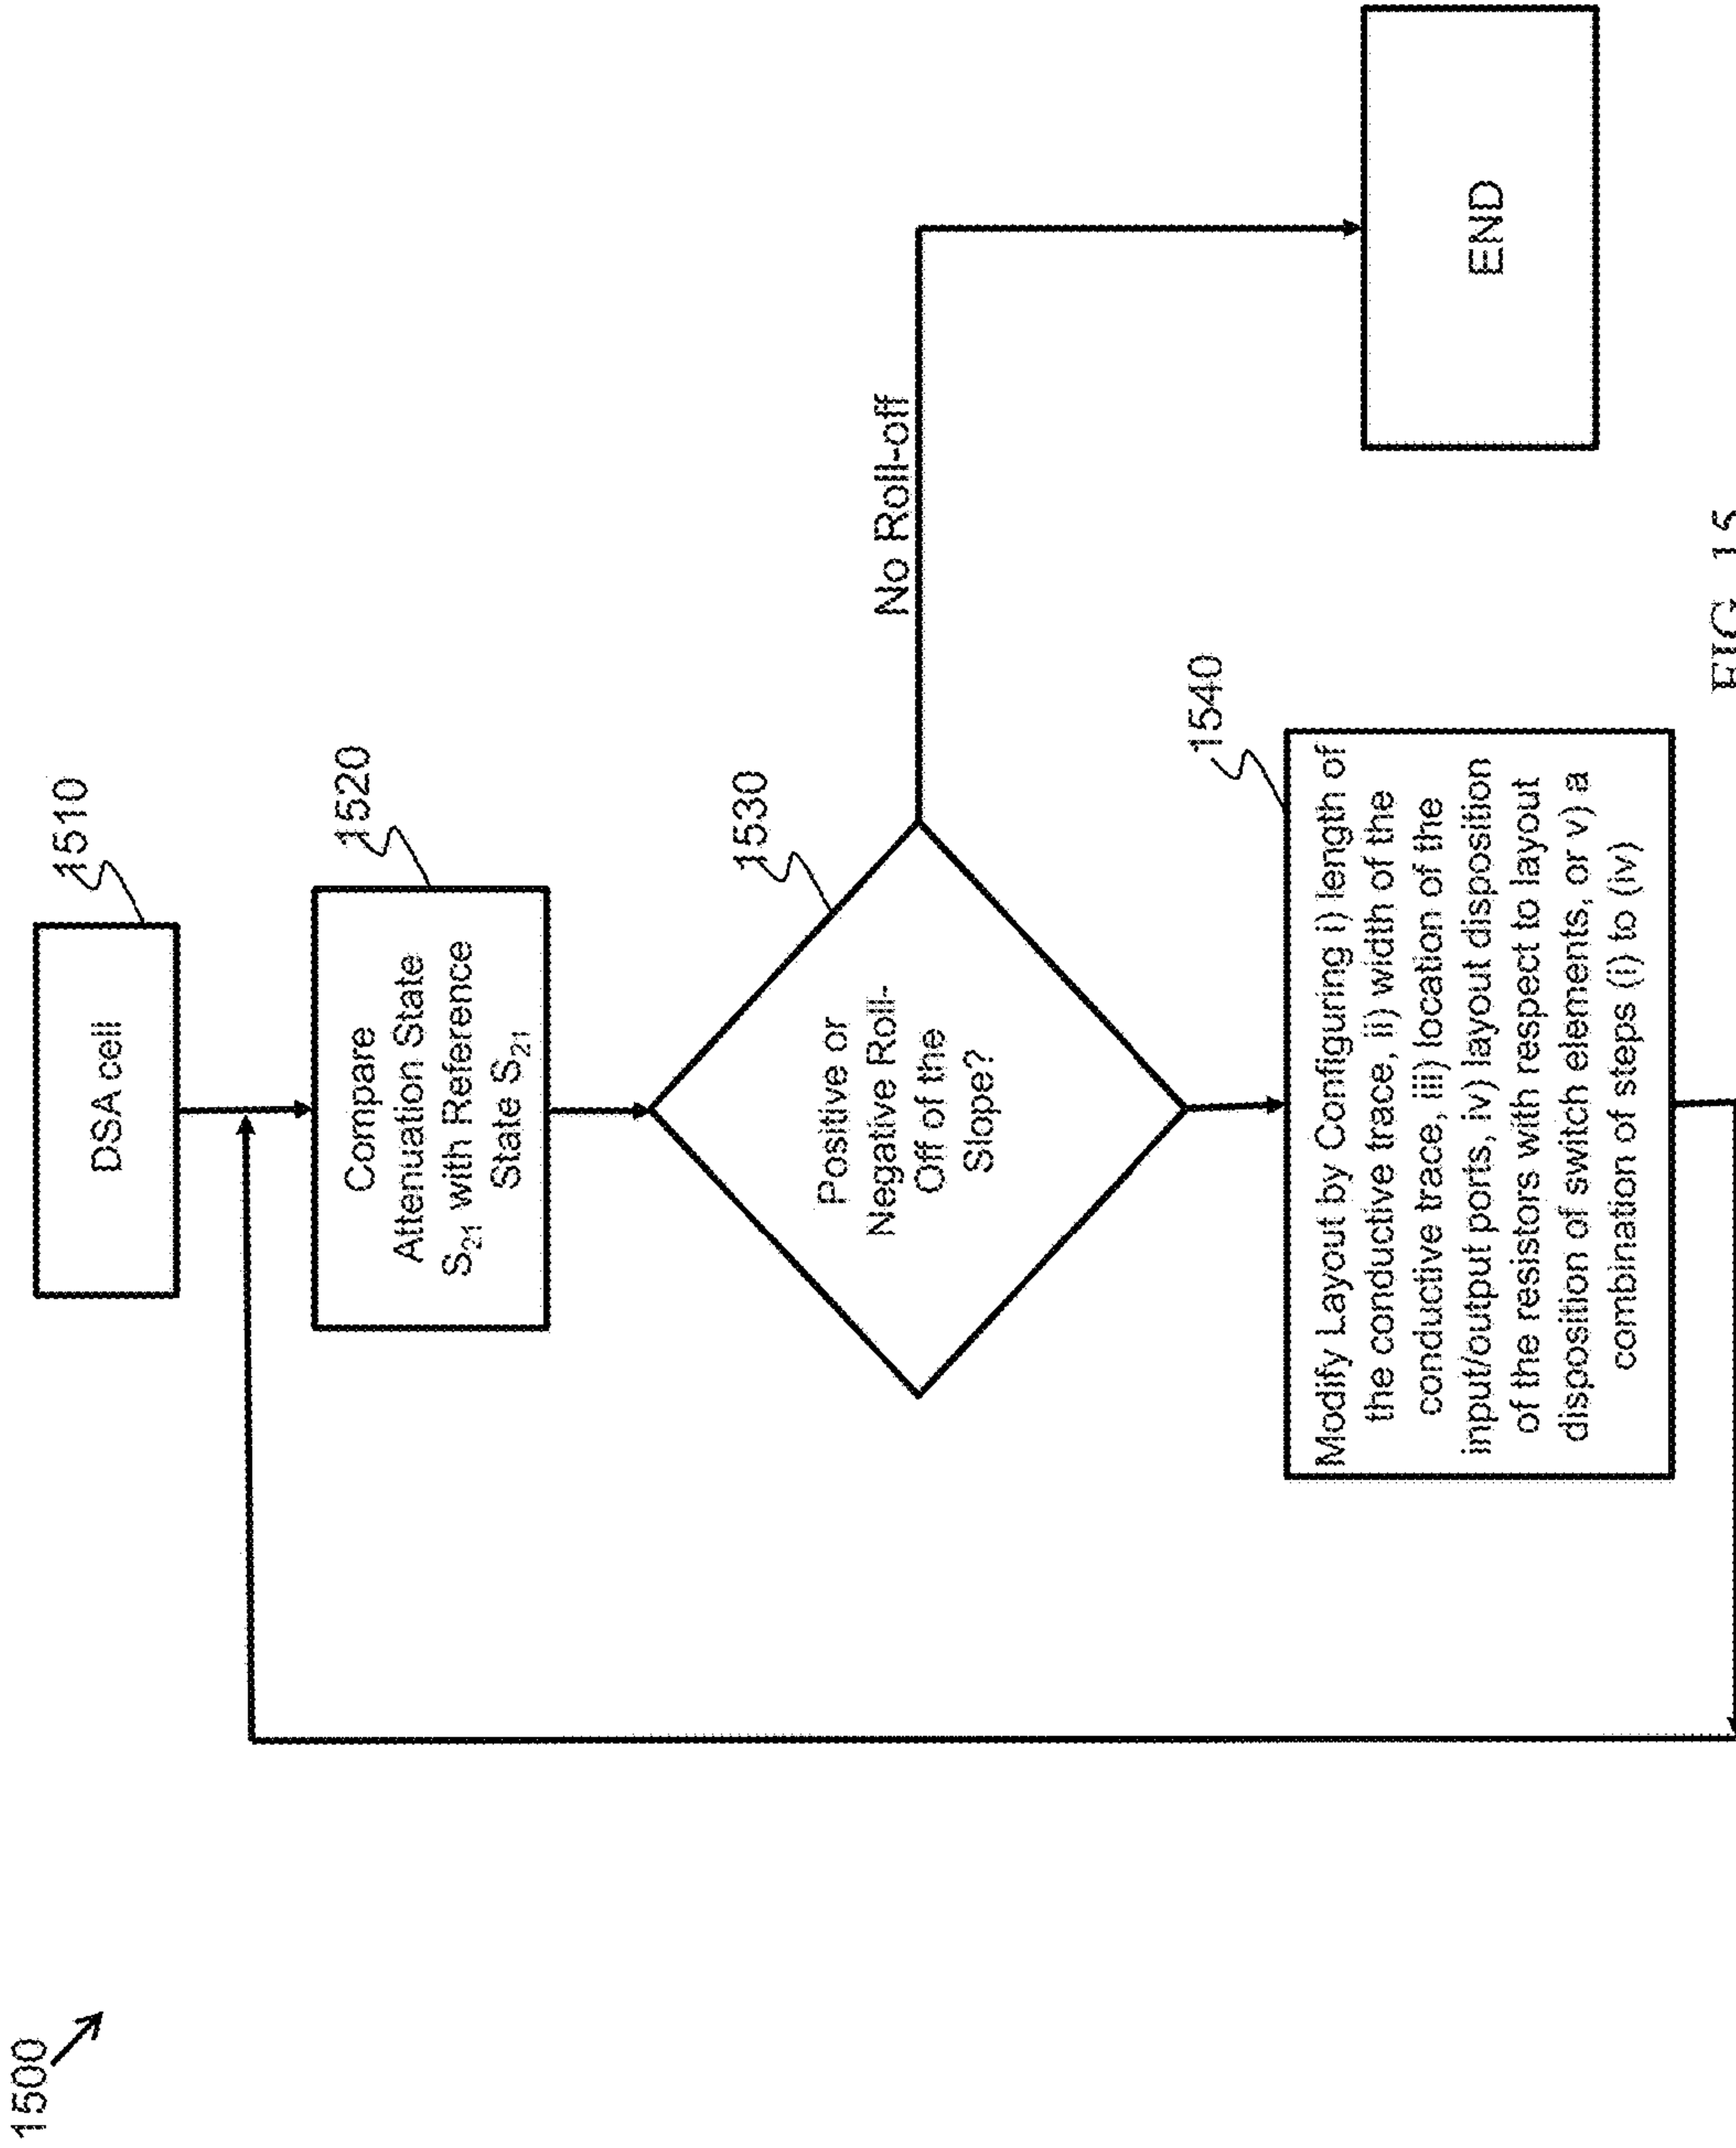 1500
1510
DSA cell
1520
Compare
Attenuation State
S₂₁ with Reference
State S₂₁
1530
Positive or
Negative Roll-
Off of the
Slope?
No Roll-off
1540
Modify Layout by Configuring i) length of
the conductive trace, ii) width of the
conductive trace, iii) location of the
input/output ports, iv) layout disposition
of the resistors with respect to layout
disposition of switch elements, or v) a
combination of steps (i) to (iv)
END
FIG. 15